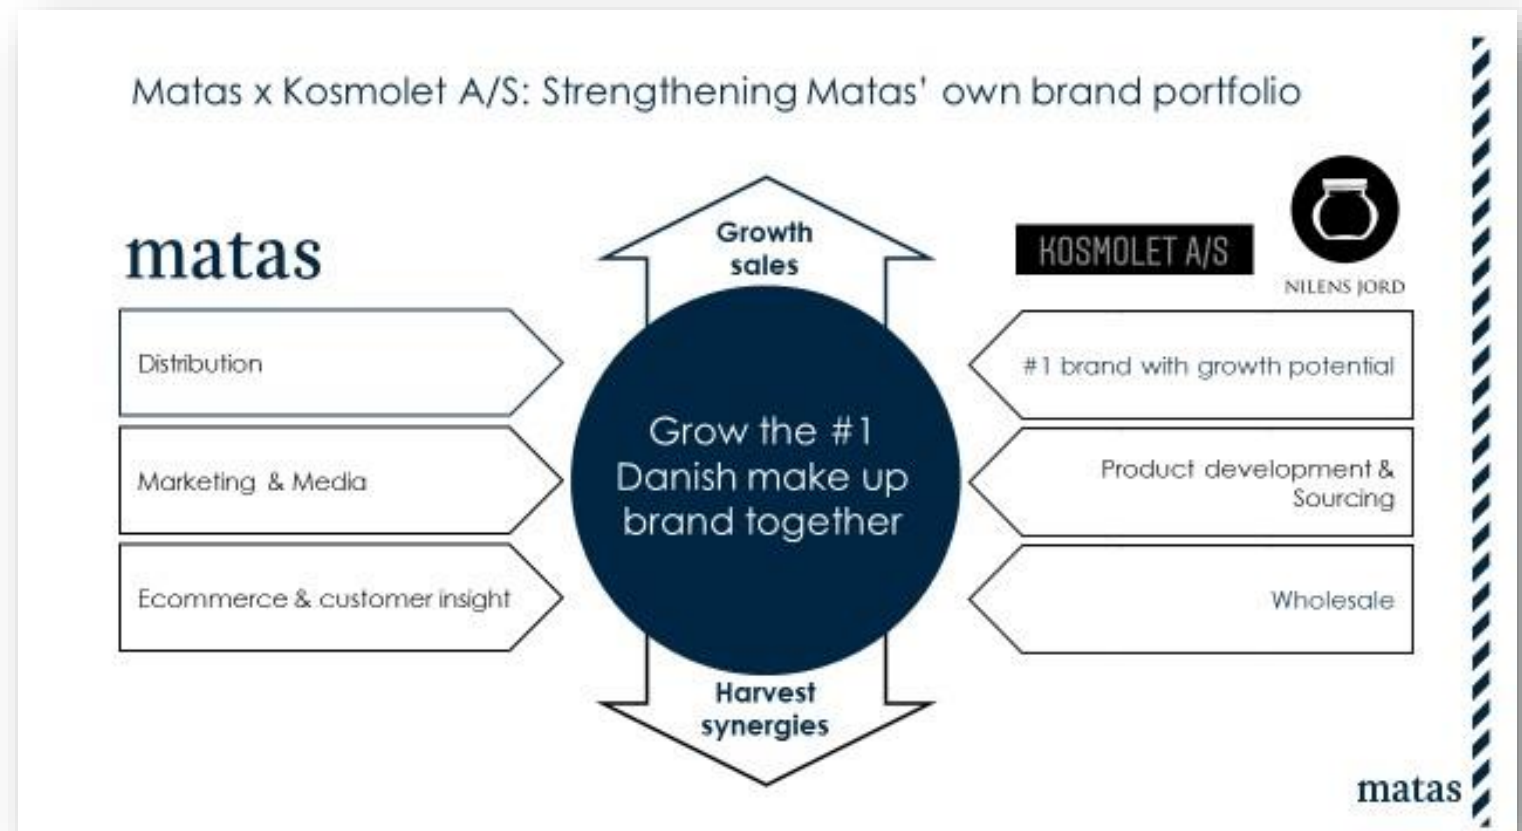 Matas x Kosmolet A/S: Strengthening Matas' own brand portfolio
matas
Distribution
Marketing & Media
Ecommerce & customer insight
Growth
sales
Grow the #1
Danish make up
brand together
Harvest
synergies
KOSMOLET A/S
NILENS JORD
#1 brand with growth potential
Product development &
Sourcing
Wholesale
matas